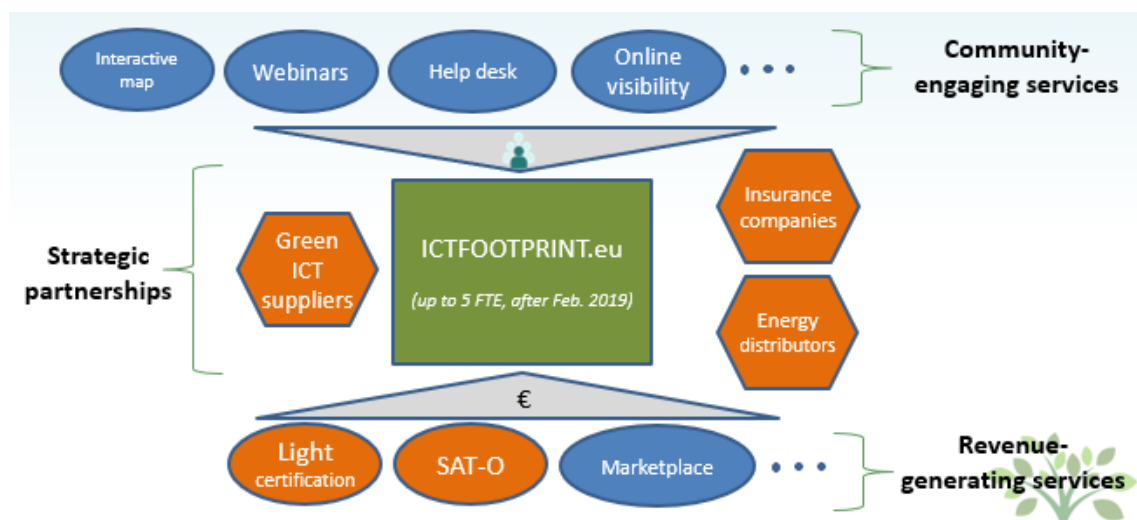 Interactive
map
Webinars
Help desk
Online
visibility
• • •
Community-
engaging services
Strategic
partnerships
Green
ICT
suppliers
ICTFOOTPRINT.eu
(up to 5 FTE, after Feb. 2019)
Insurance
companies
Energy
distributors
€
Light
certification
SAT-O
Marketplace
• • •
Revenue-
generating services